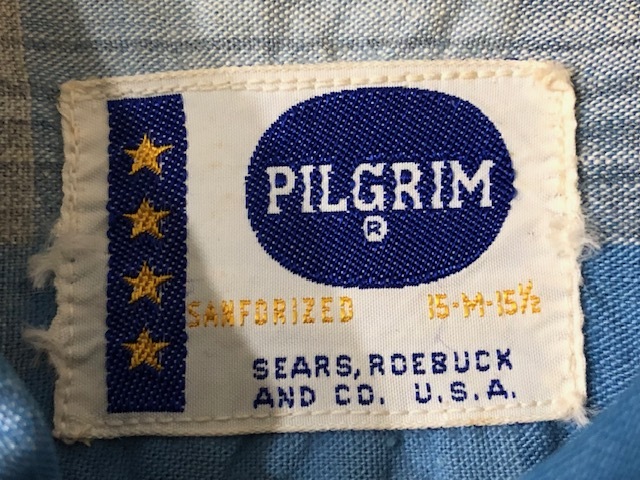 PILGRIM
®
SANFORIZED 15-M-15½
SEARS, ROEBUCK
AND CO. U.S.A.